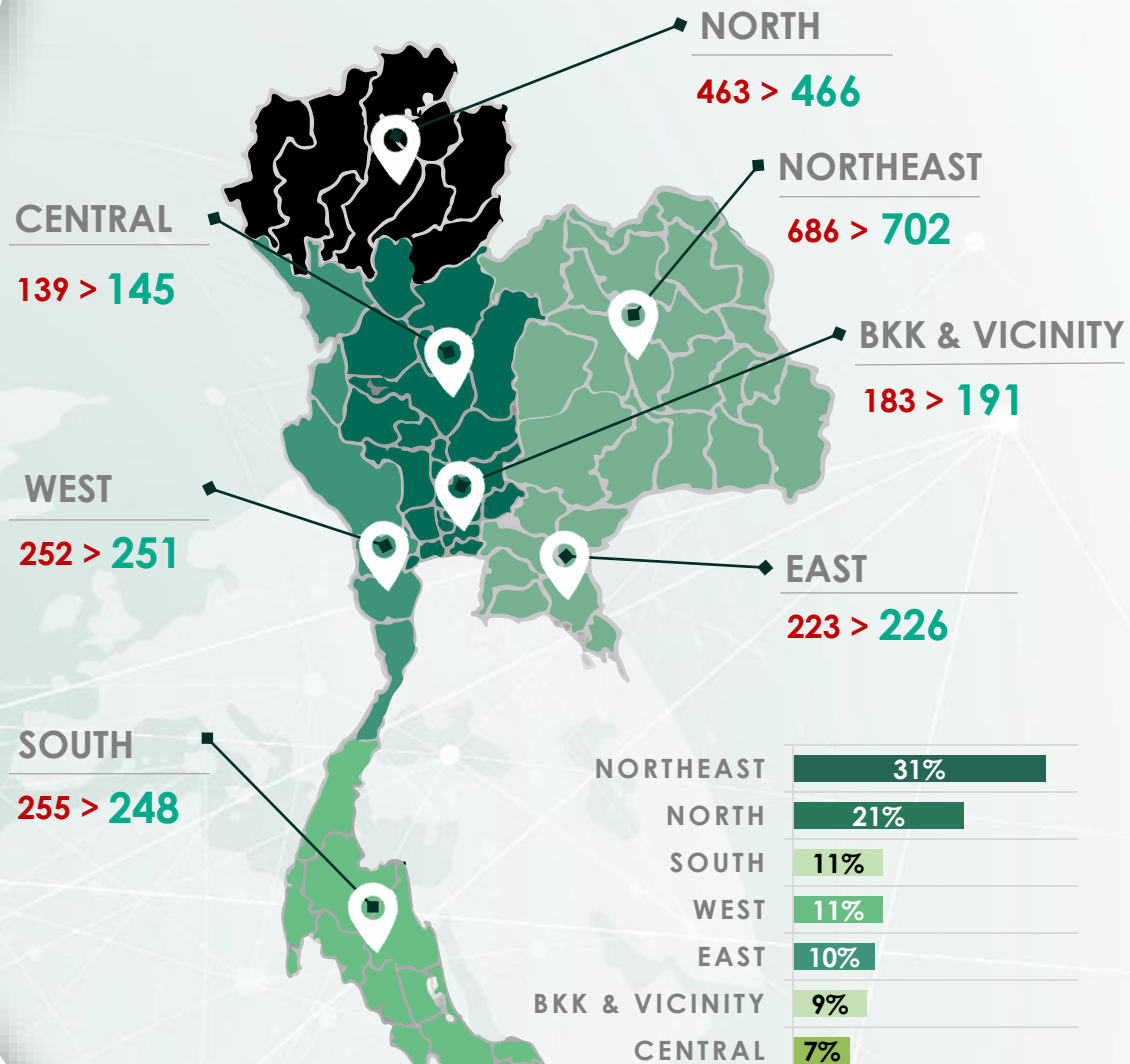 NORTH
463 > 466
NORTHEAST
686 > 702
CENTRAL
139 > 145
BKK & VICINITY
183 > 191
WEST
252 > 251
EAST
223 > 226
SOUTH
255 > 248
NORTHEAST 31%
NORTH 21%
SOUTH 11%
WEST 11%
EAST 10%
BKK & VICINITY 9%
CENTRAL 7%